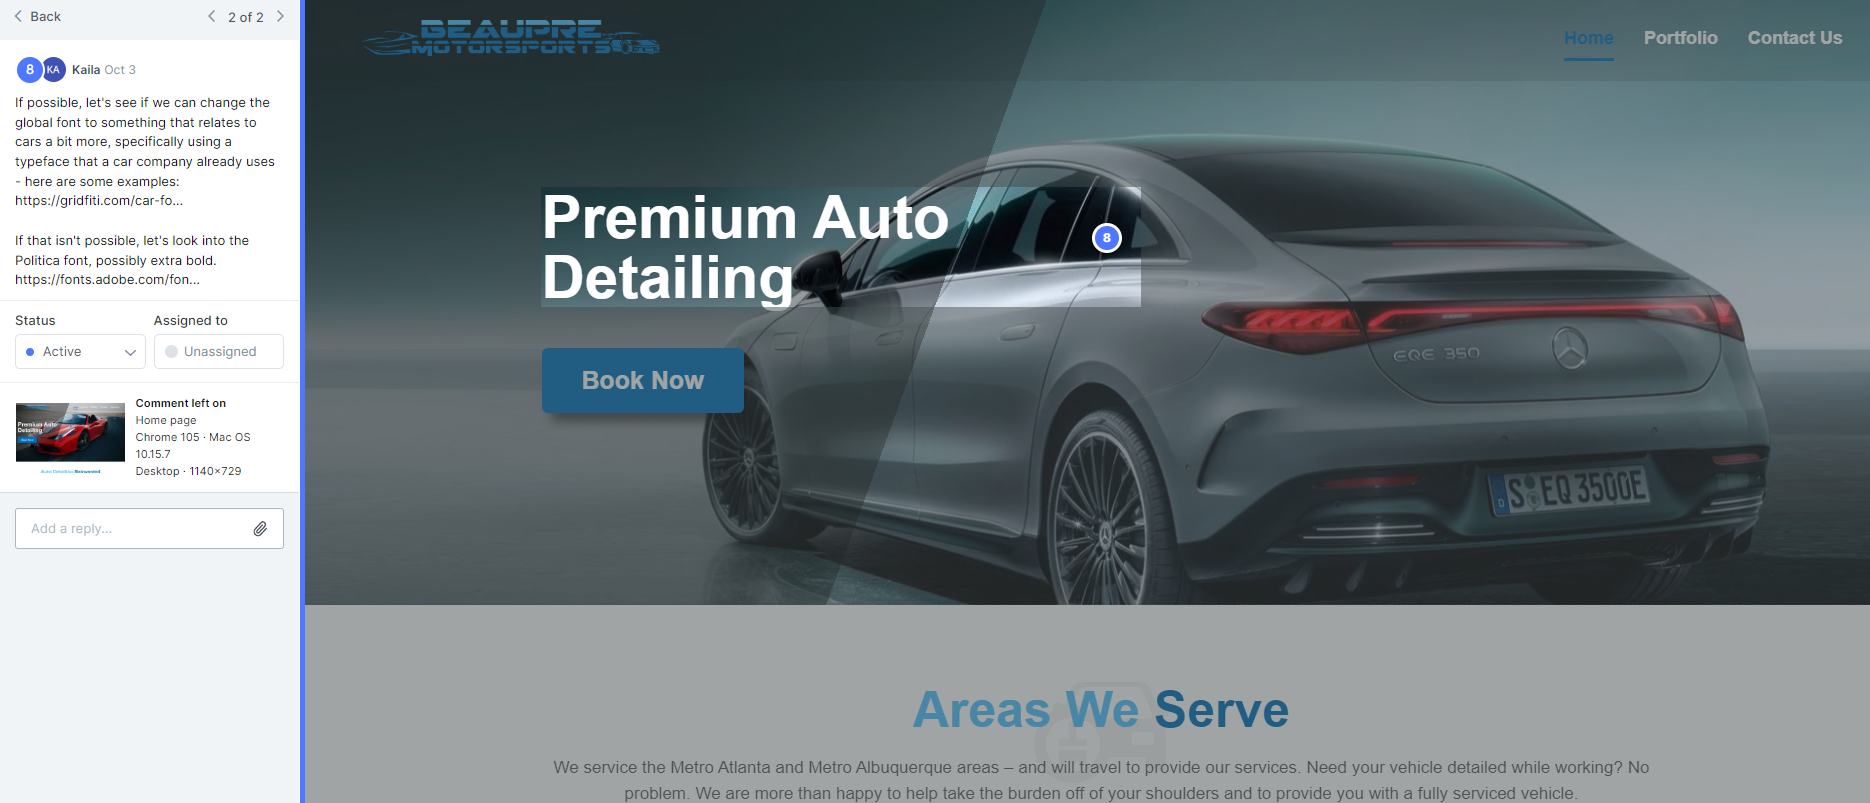 Back
2 of 2
8 KA Kaila Oct 3
If possible, let's see if we can change the
global font to something that relates to
cars a bit more, specifically using a
typeface that a car company already uses
- here are some examples:
https://gridfiti.com/car-fo...
If that isn't possible, let's look into the
Politica font, possibly extra bold.
https://fonts.adobe.com/fon...
Status
Assigned to
Active
Unassigned
Premium Auto
Detailing
Auto Detailing Reinvented
Comment left on
Home page
Chrome 105 · Mac OS
10.15.7
Desktop · 1140×729
Add a reply...
BEAUPRE
MOTORSPORTS
Home
Portfolio
Contact Us
Premium Auto
Detailing
8
Book Now
EQE 350
D
S EQ 3500E
Areas We Serve
We service the Metro Atlanta and Metro Albuquerque areas – and will travel to provide our services. Need your vehicle detailed while working? No
problem. We are more than happy to help take the burden off of your shoulders and to provide you with a fully serviced vehicle.